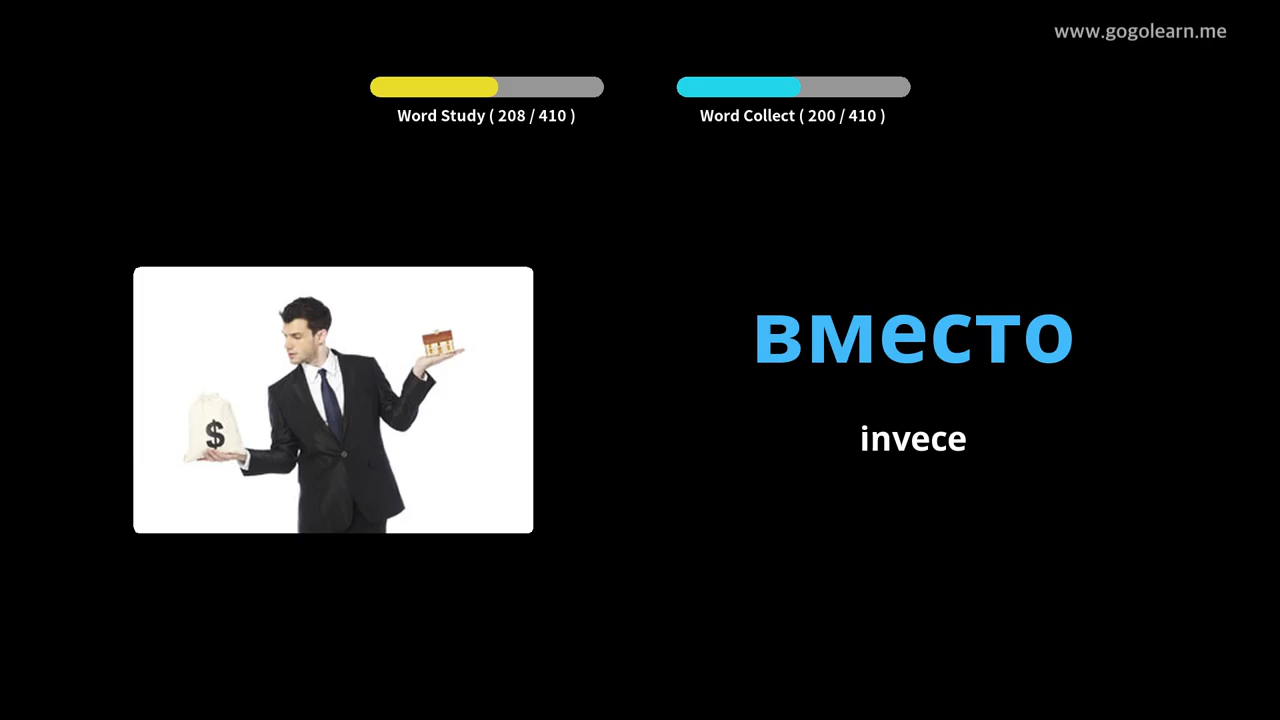 www.gogolearn.me
Word Study ( 208 / 410 )
Word Collect ( 200 / 410 )
вместо
$
invece